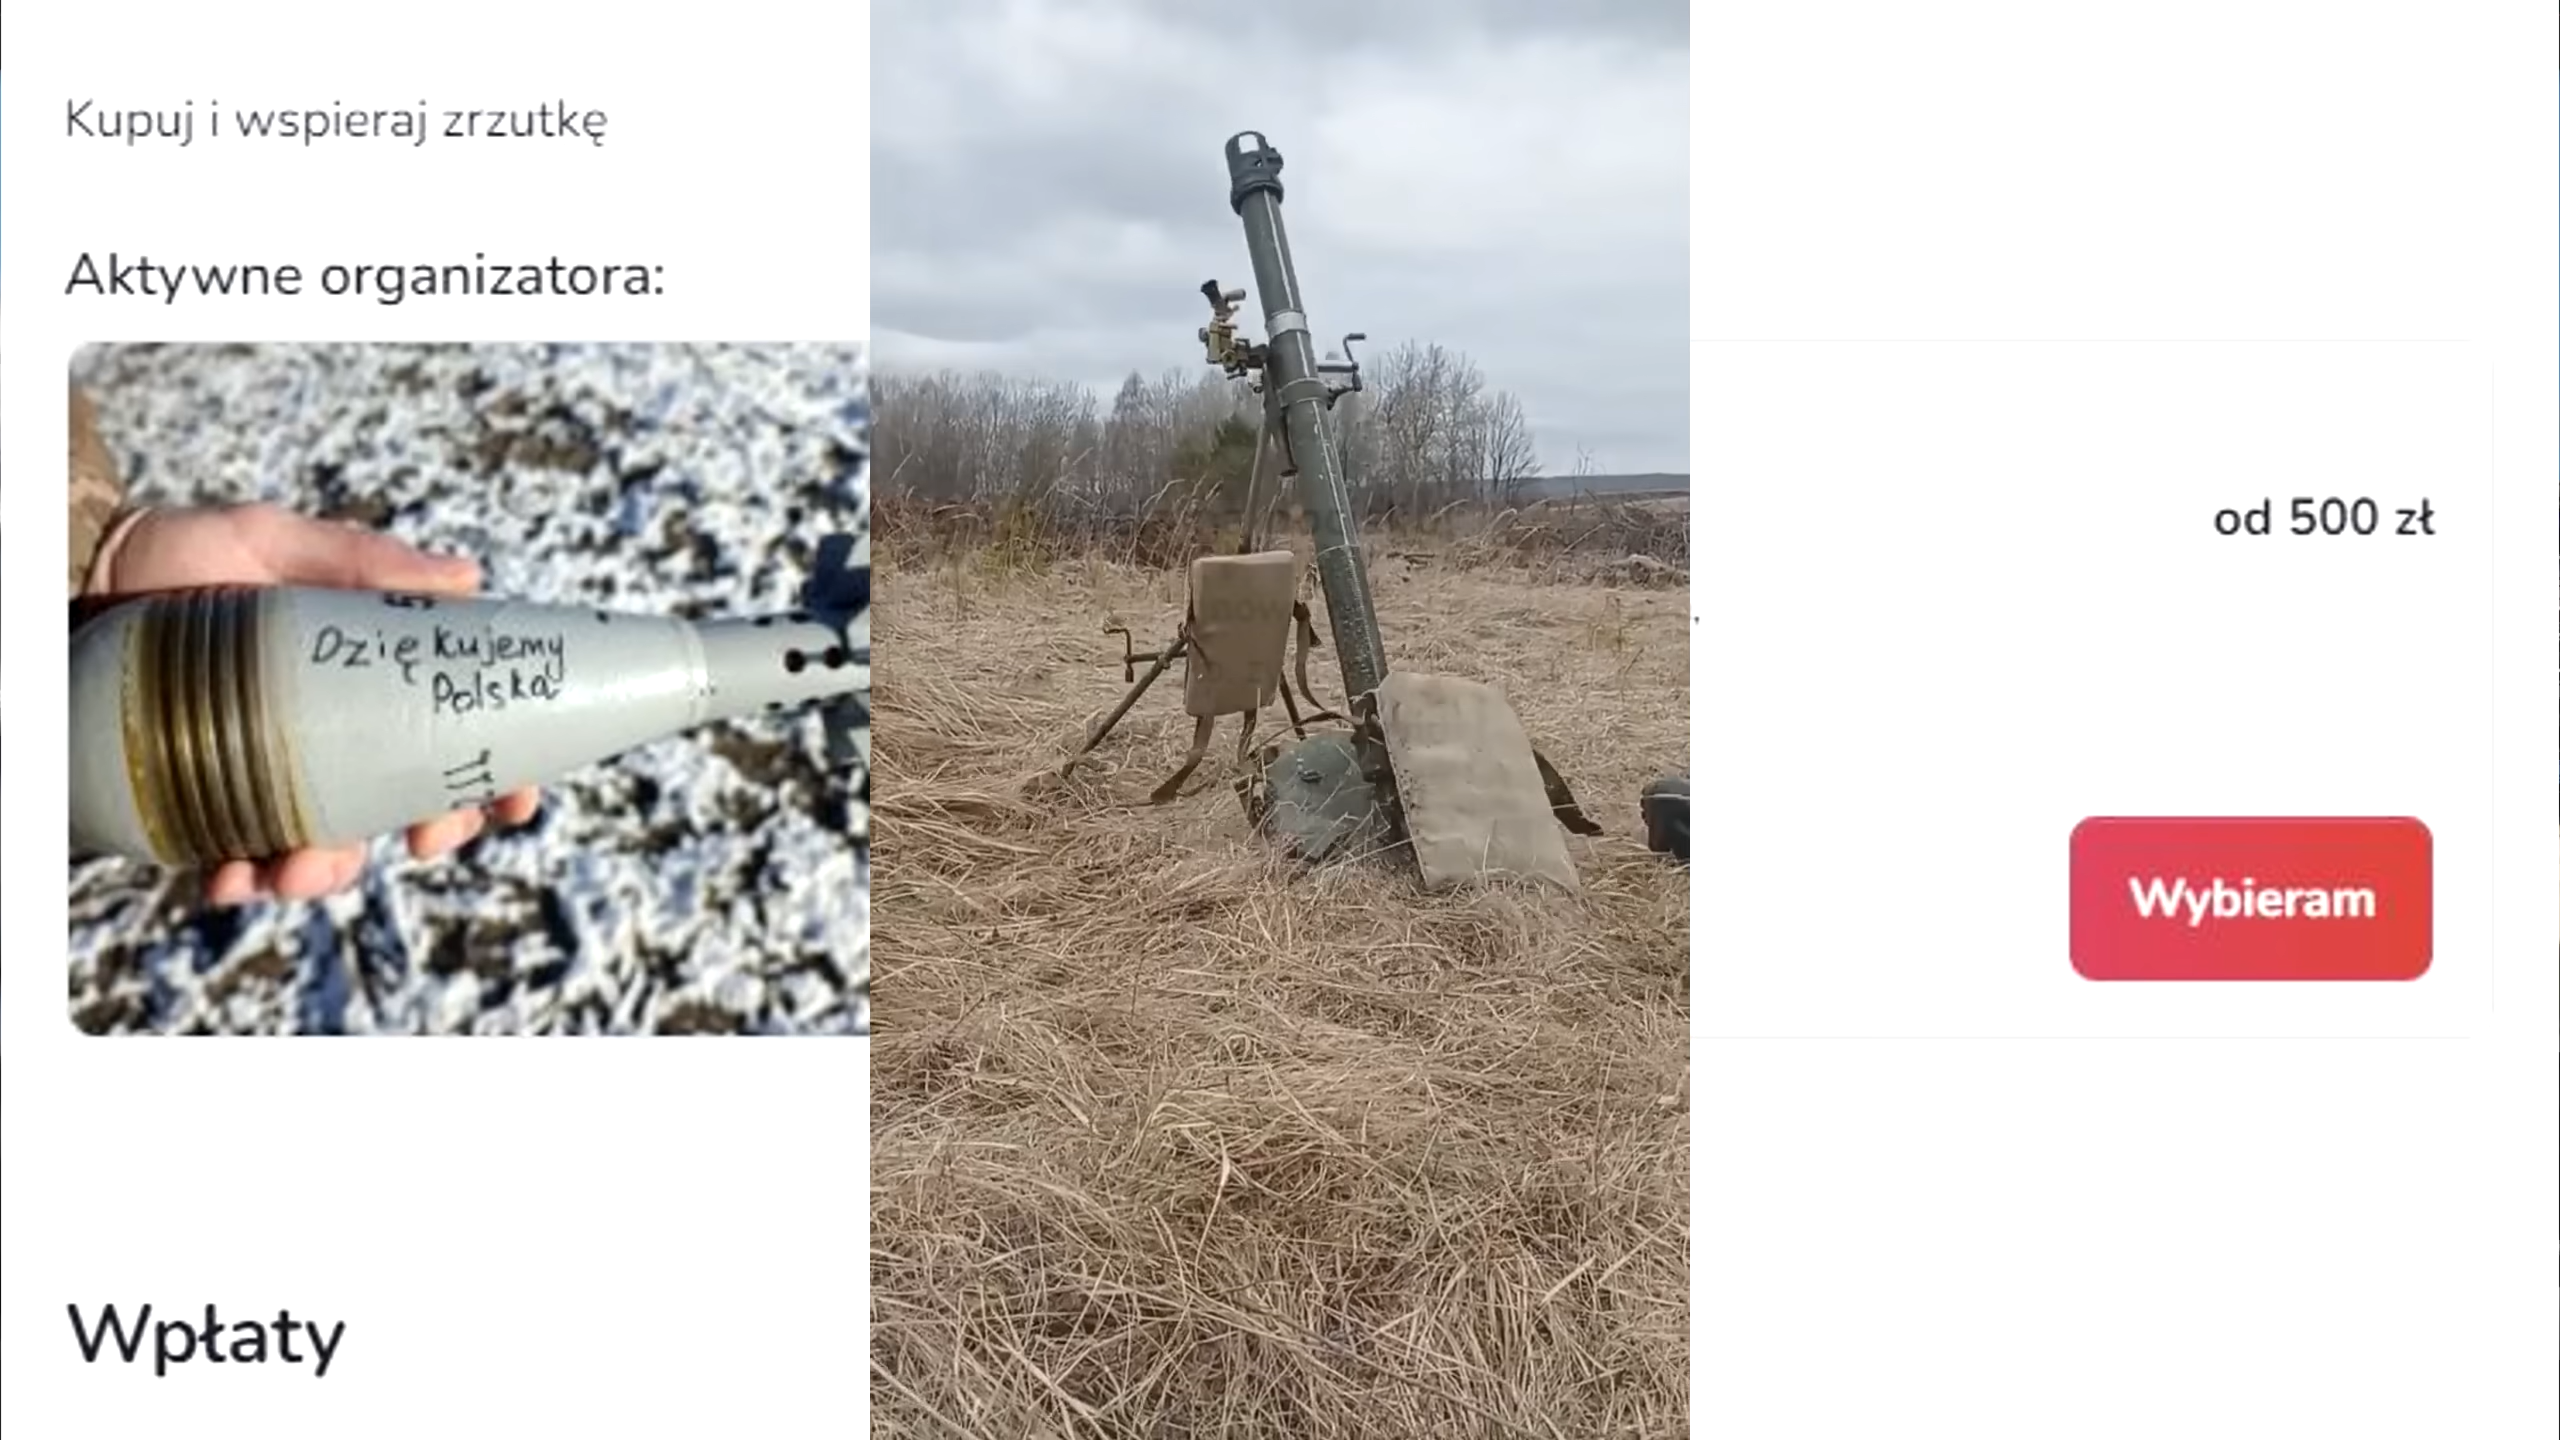 Kupuj i wspieraj zrzutkę
Aktywne organizatora:
Dziękujemy
Polska
od 500 zł
Wybieram
Wpłaty